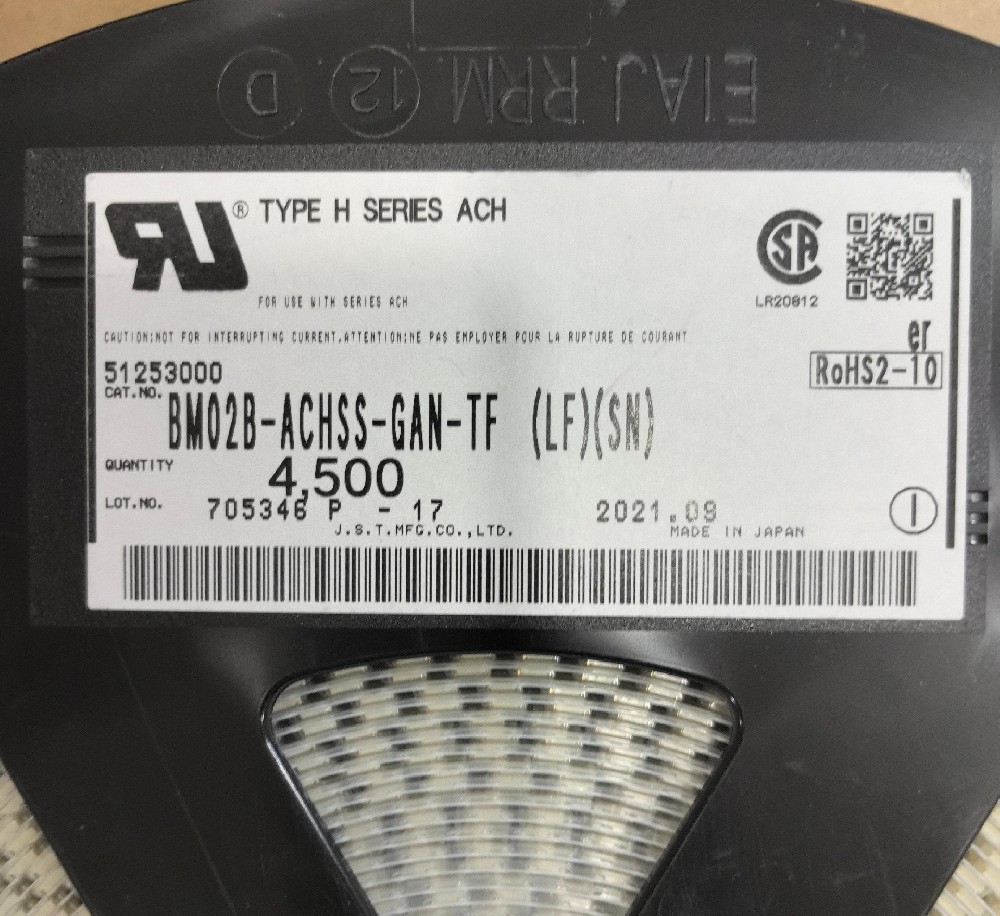 EIAJ.RRM. 12 D
® TYPE H SERIES ACH
FOR USE WITH SERIES ACH
LR20812
CAUTION:NOT FOR INTERRUPTING CURRENT,ATTENTION:NE PAS EMPLOYER POUR LA RUPTURE DE COURANT
er
RoHS2-10
51253000
CAT.NO. BM02B-ACHSS-GAN-TF (LF)(SN)
QUANTITY 4,500
LOT.NO. 705346 P - 17 2021.09
J.S.T.MFG.CO.,LTD. MADE IN JAPAN